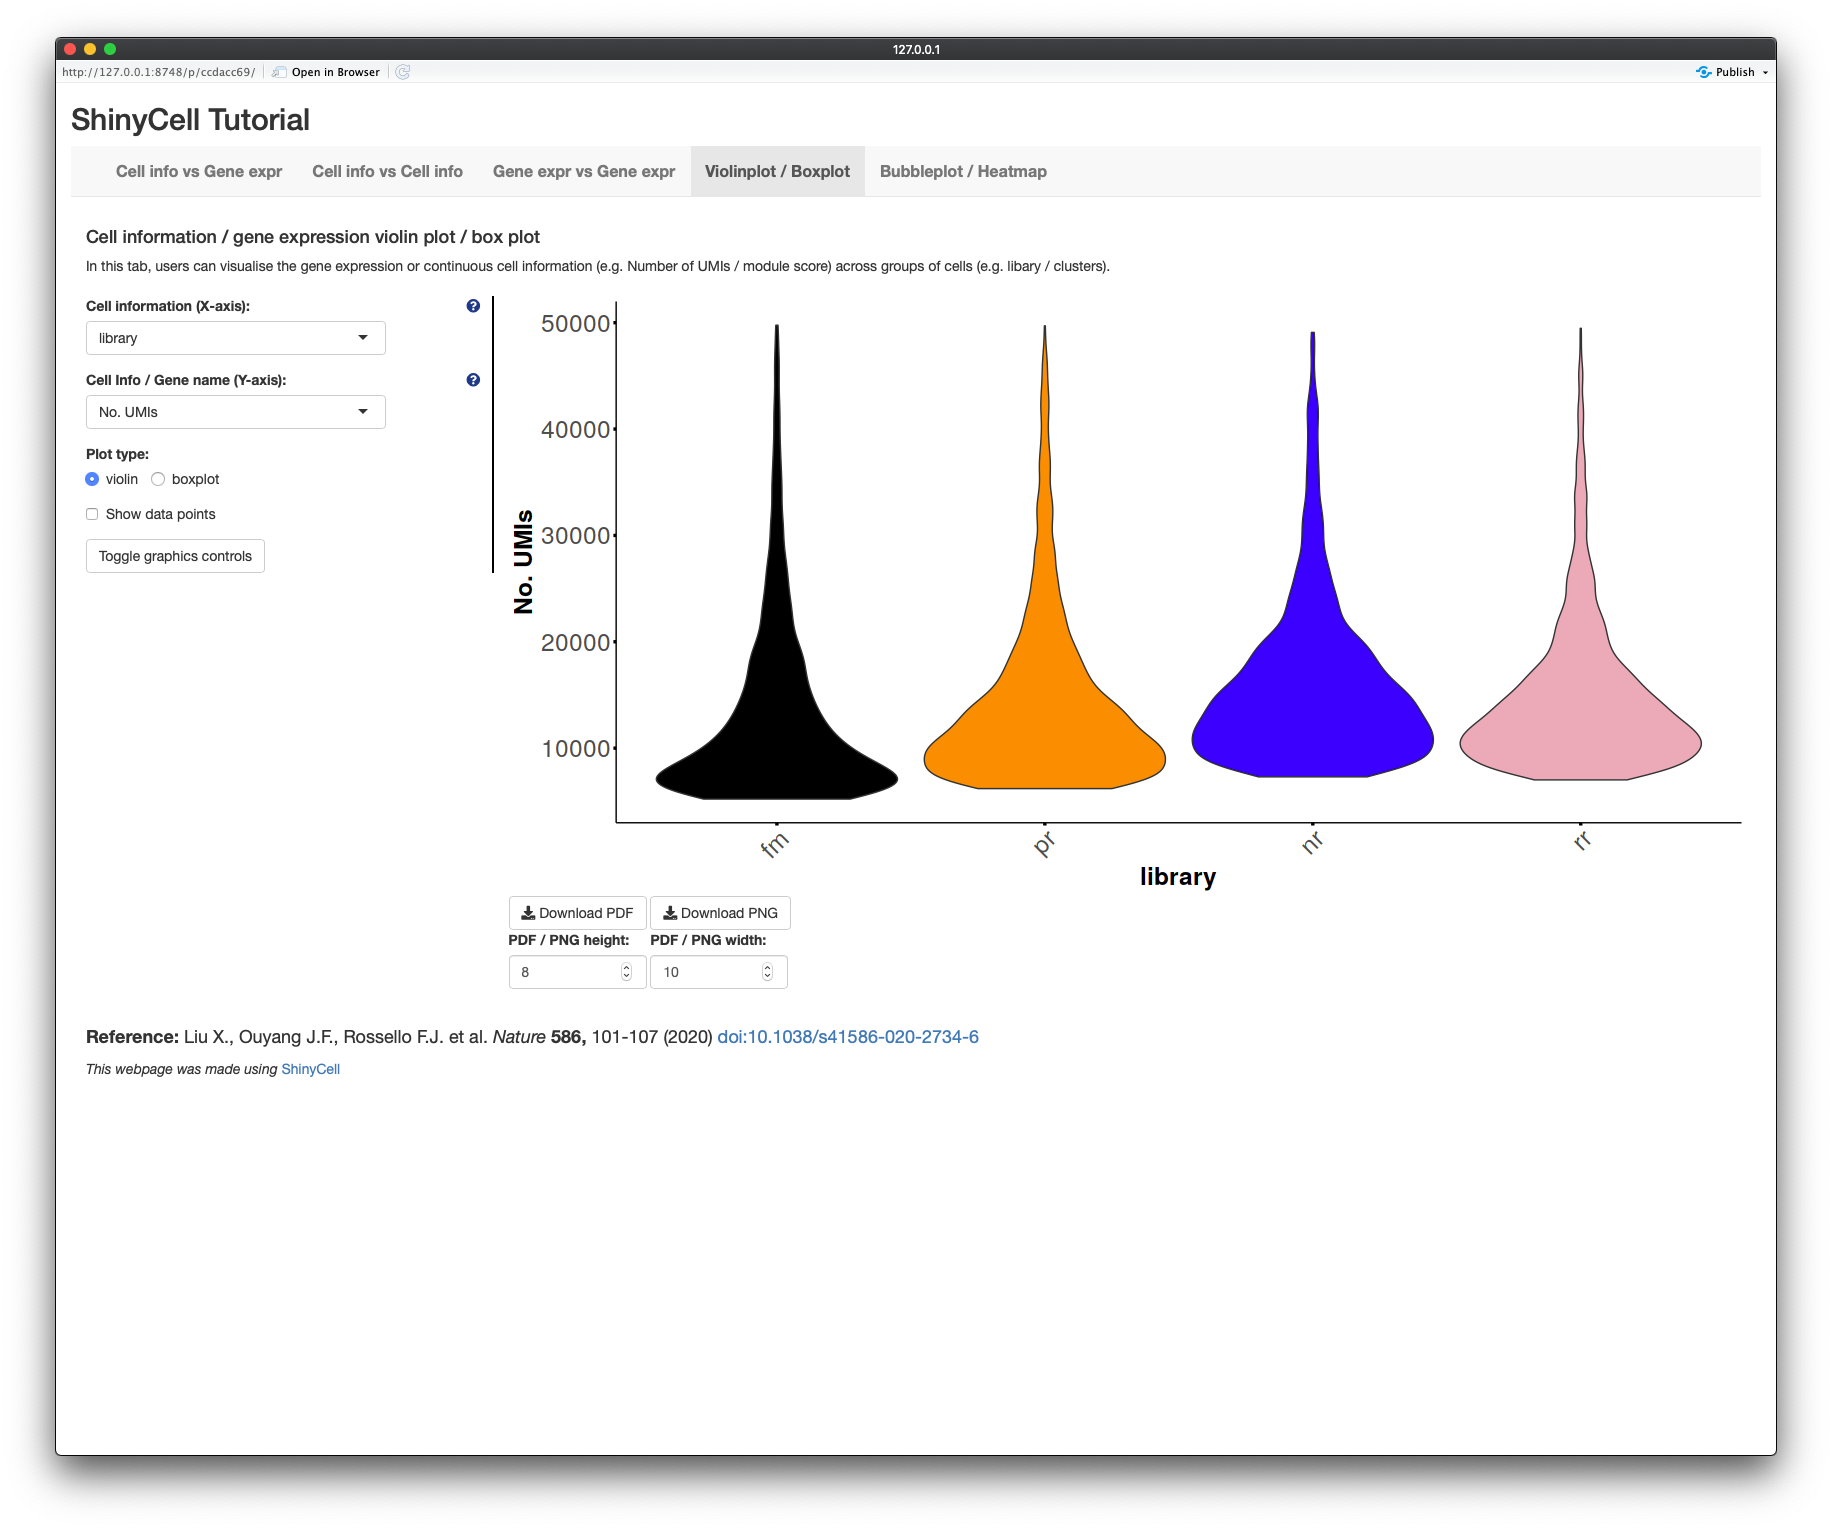 127.0.0.1
http://127.0.0.1:8748/p/ccdacc69/ Open in Browser Publish
ShinyCell Tutorial
Cell info vs Gene expr Cell info vs Cell info Gene expr vs Gene expr Violinplot / Boxplot Bubbleplot / Heatmap
Cell information / gene expression violin plot / box plot
In this tab, users can visualise the gene expression or continuous cell information (e.g. Number of UMIs / module score) across groups of cells (e.g. libary / clusters).
Cell information (X-axis):
library
Cell Info / Gene name (Y-axis):
No. UMIs
Plot type:
violin boxplot
Show data points
Toggle graphics controls
No. UMIs
50000
40000
30000
20000
10000
fm pr nr rr
library
Download PDF Download PNG
PDF / PNG height: PDF / PNG width:
8 10
Reference: Liu X., Ouyang J.F., Rossello F.J. et al. Nature 586, 101-107 (2020) doi:10.1038/s41586-020-2734-6
This webpage was made using ShinyCell